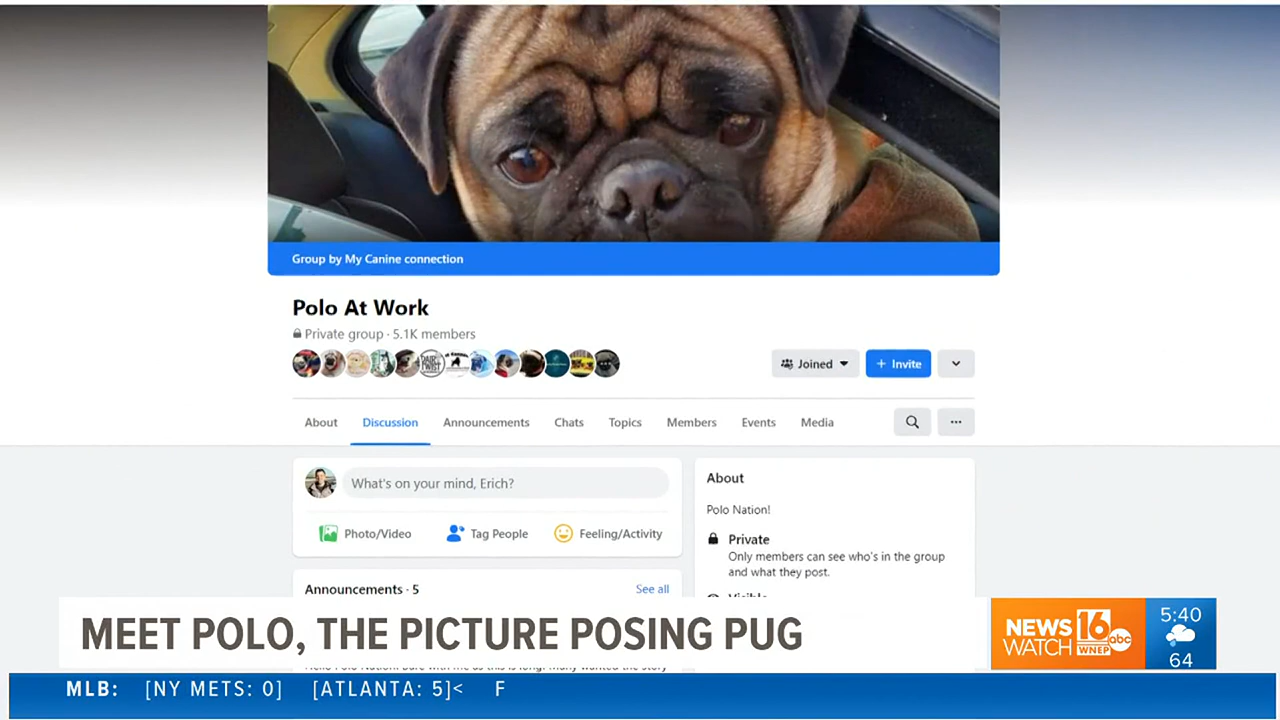 Group by My Canine connection
Polo At Work
Private group · 5.1K members
Joined
+ Invite
About
Discussion
Announcements
Chats
Topics
Members
Events
Media
What's on your mind, Erich?
Photo/Video
Tag People
Feeling/Activity
About
Polo Nation!
Private
Only members can see who's in the group
and what they post.
Visible
Announcements · 5
See all
MEET POLO, THE PICTURE POSING PUG
NEWS
WATCH
16
WNEP
abc
5:40
64
MLB: [NY METS: 0] [ATLANTA: 5]< F